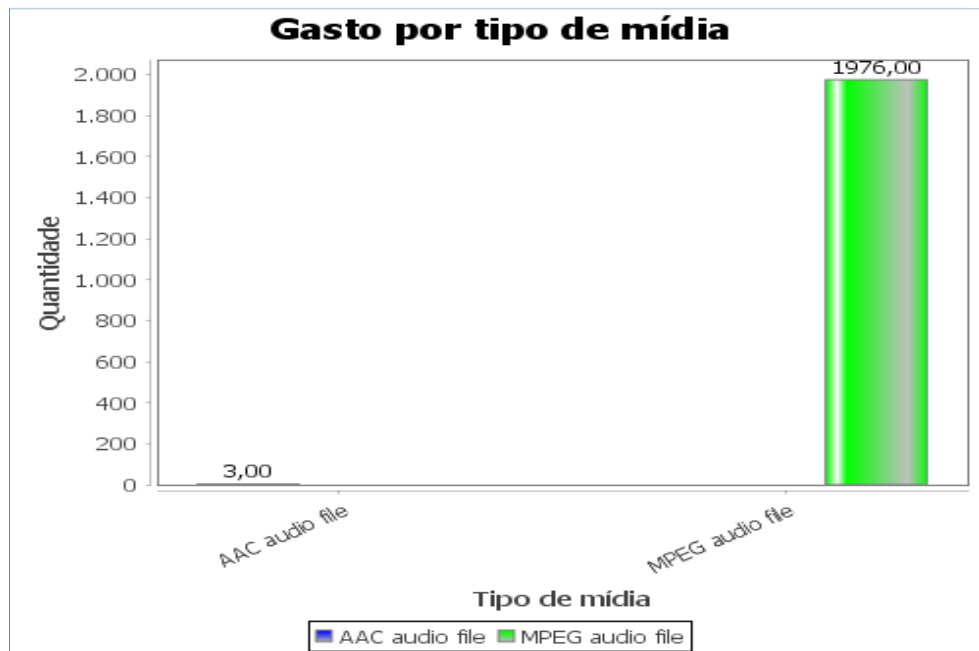 Gasto por tipo de mídia
2.000
1.800
1.600
1.400
1.200
1.000
800
600
400
200
0
Quantidade
3,00
1976,00
AAC audio file
MPEG audio file
Tipo de mídia
AAC audio file MPEG audio file